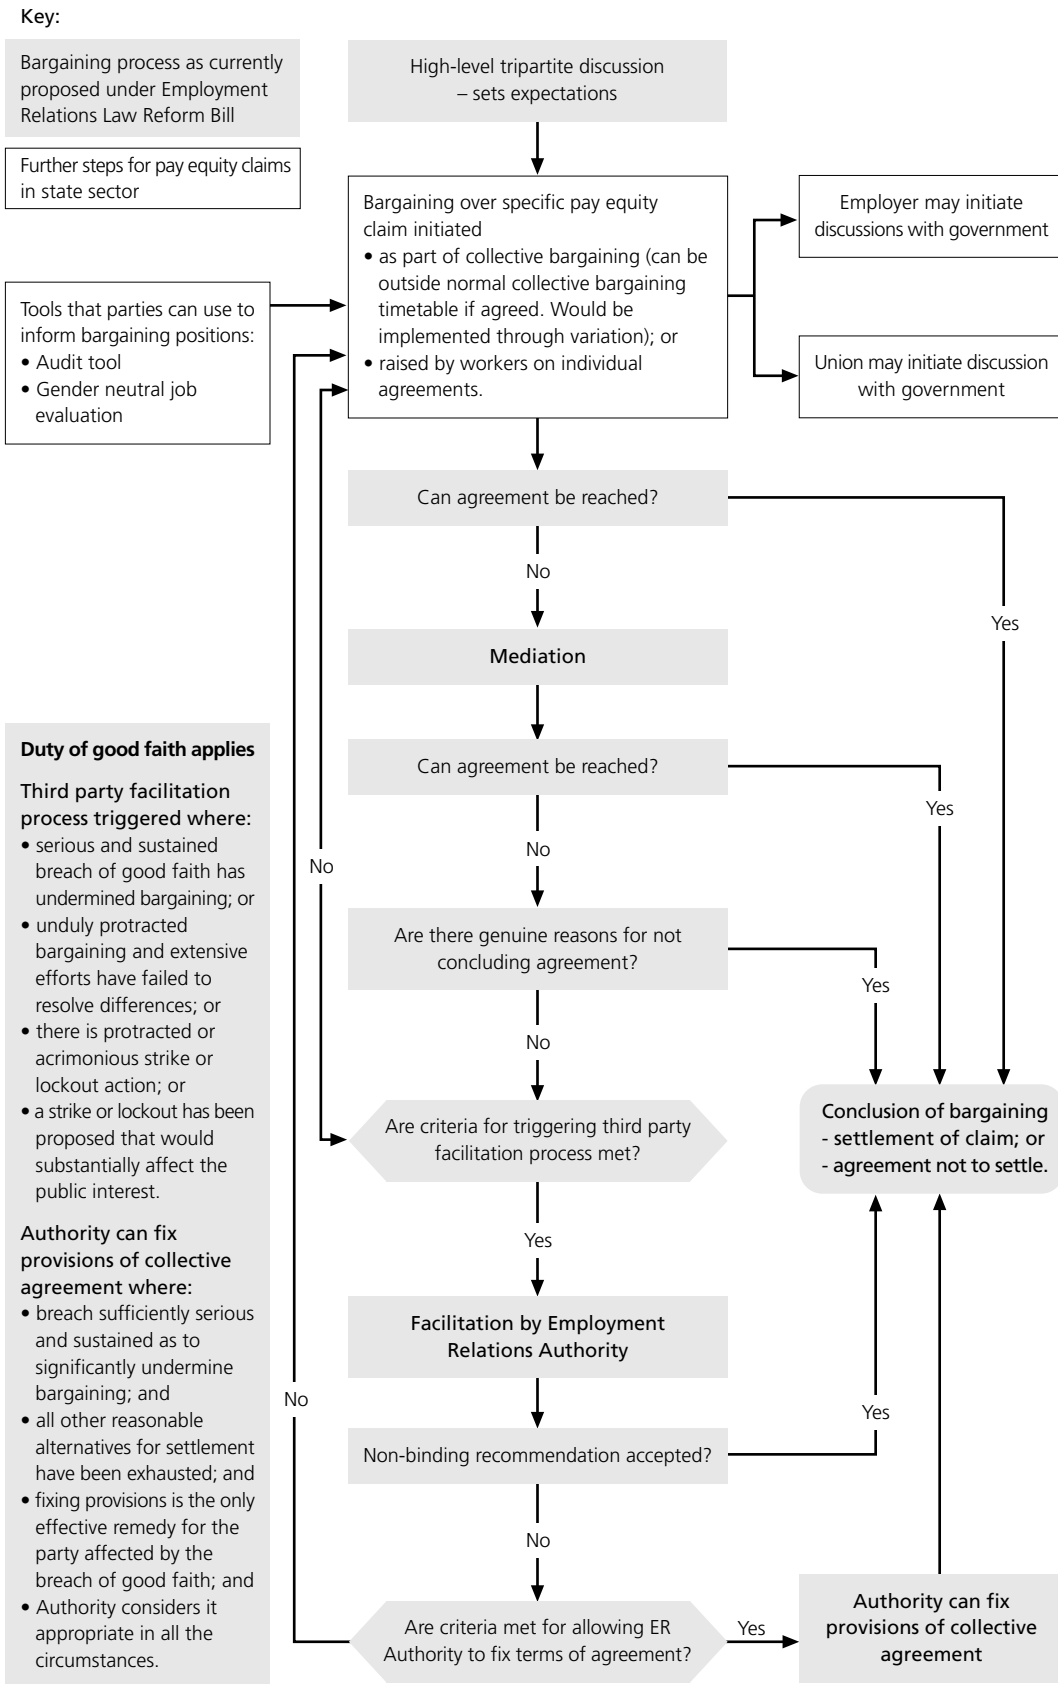 Key:
Bargaining process as currently
proposed under Employment
Relations Law Reform Bill
Further steps for pay equity claims
in state sector
High-level tripartite discussion
– sets expectations
Bargaining over specific pay equity
claim initiated
• as part of collective bargaining (can be
outside normal collective bargaining
timetable if agreed. Would be
implemented through variation); or
• raised by workers on individual
agreements.
Employer may initiate
discussions with government
Union may initiate discussion
with government
Tools that parties can use to
inform bargaining positions:
• Audit tool
• Gender neutral job
evaluation
Can agreement be reached?
No
Yes
Mediation
Can agreement be reached?
Yes
No
No
Are there genuine reasons for not
concluding agreement?
Yes
No
Are criteria for triggering third party
facilitation process met?
Conclusion of bargaining
- settlement of claim; or
- agreement not to settle.
Yes
Facilitation by Employment
Relations Authority
No
Yes
Non-binding recommendation accepted?
No
Are criteria met for allowing ER
Authority to fix terms of agreement?
Yes
Authority can fix
provisions of collective
agreement
Duty of good faith applies
Third party facilitation
process triggered where:
• serious and sustained
breach of good faith has
undermined bargaining; or
• unduly protracted
bargaining and extensive
efforts have failed to
resolve differences; or
• there is protracted or
acrimonious strike or
lockout action; or
• a strike or lockout has been
proposed that would
substantially affect the
public interest.
Authority can fix
provisions of collective
agreement where:
• breach sufficiently serious
and sustained as to
significantly undermine
bargaining; and
• all other reasonable
alternatives for settlement
have been exhausted; and
• fixing provisions is the only
effective remedy for the
party affected by the
breach of good faith; and
• Authority considers it
appropriate in all the
circumstances.